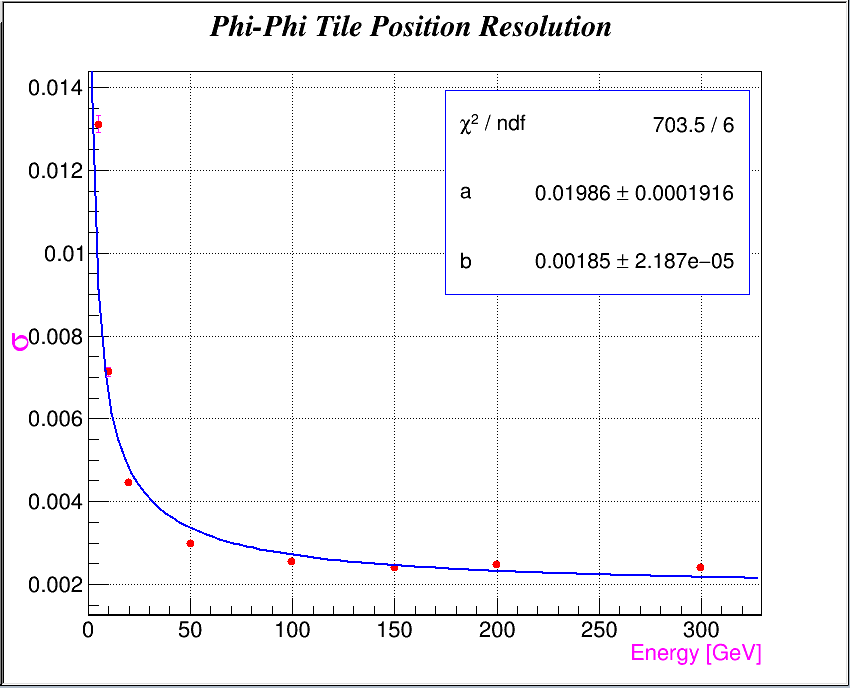 Phi-Phi Tile Position Resolution
χ² / ndf 703.5 / 6
a 0.01986 ± 0.0001916
b 0.00185 ± 2.187e−05
0.014
0.012
0.01
0.008
0.006
0.004
0.002
σ
0 50 100 150 200 250 300
Energy [GeV]